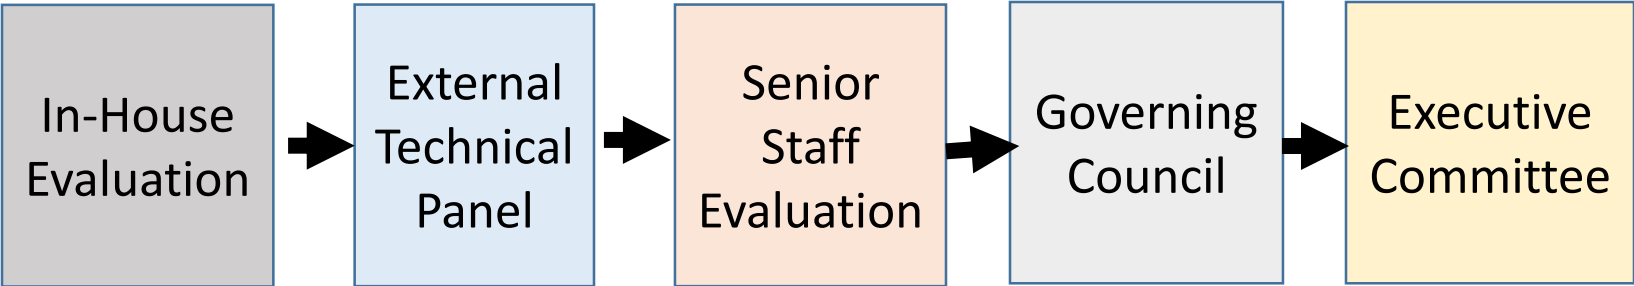 In-House
Evaluation
External
Technical
Panel
Senior
Staff
Evaluation
Governing
Council
Executive
Committee